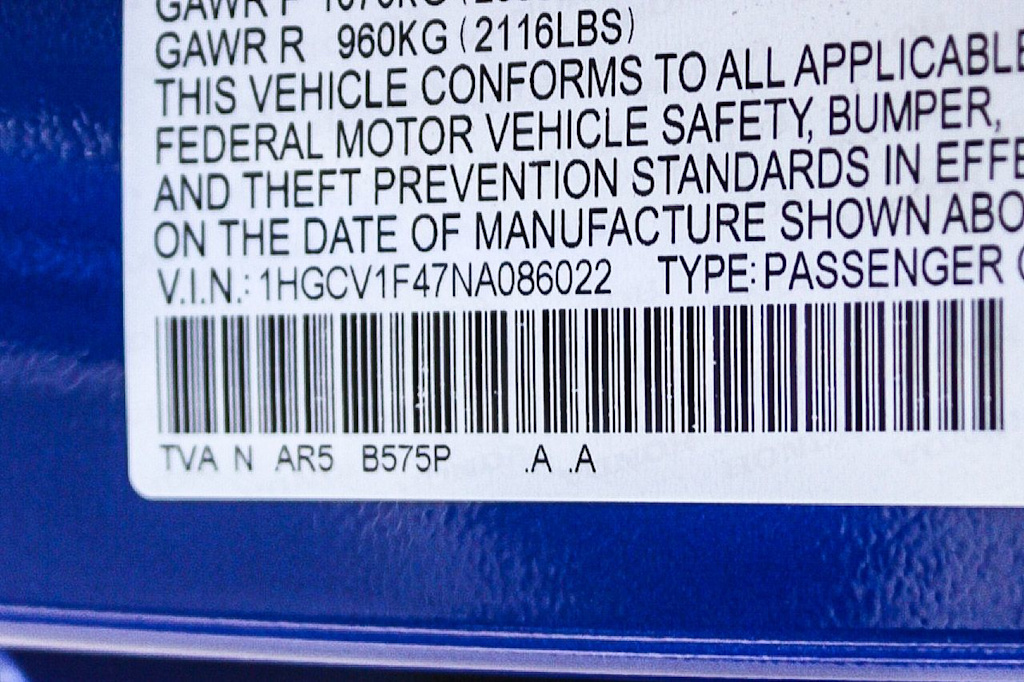 GAWR F
GAWR R 960KG (2116LBS)
THIS VEHICLE CONFORMS TO ALL APPLICABLE
FEDERAL MOTOR VEHICLE SAFETY, BUMPER,
AND THEFT PREVENTION STANDARDS IN EFFE
ON THE DATE OF MANUFACTURE SHOWN ABO
V.I.N.: 1HGCV1F47NA086022 TYPE: PASSENGER C
TVA N AR5 B575P .A .A